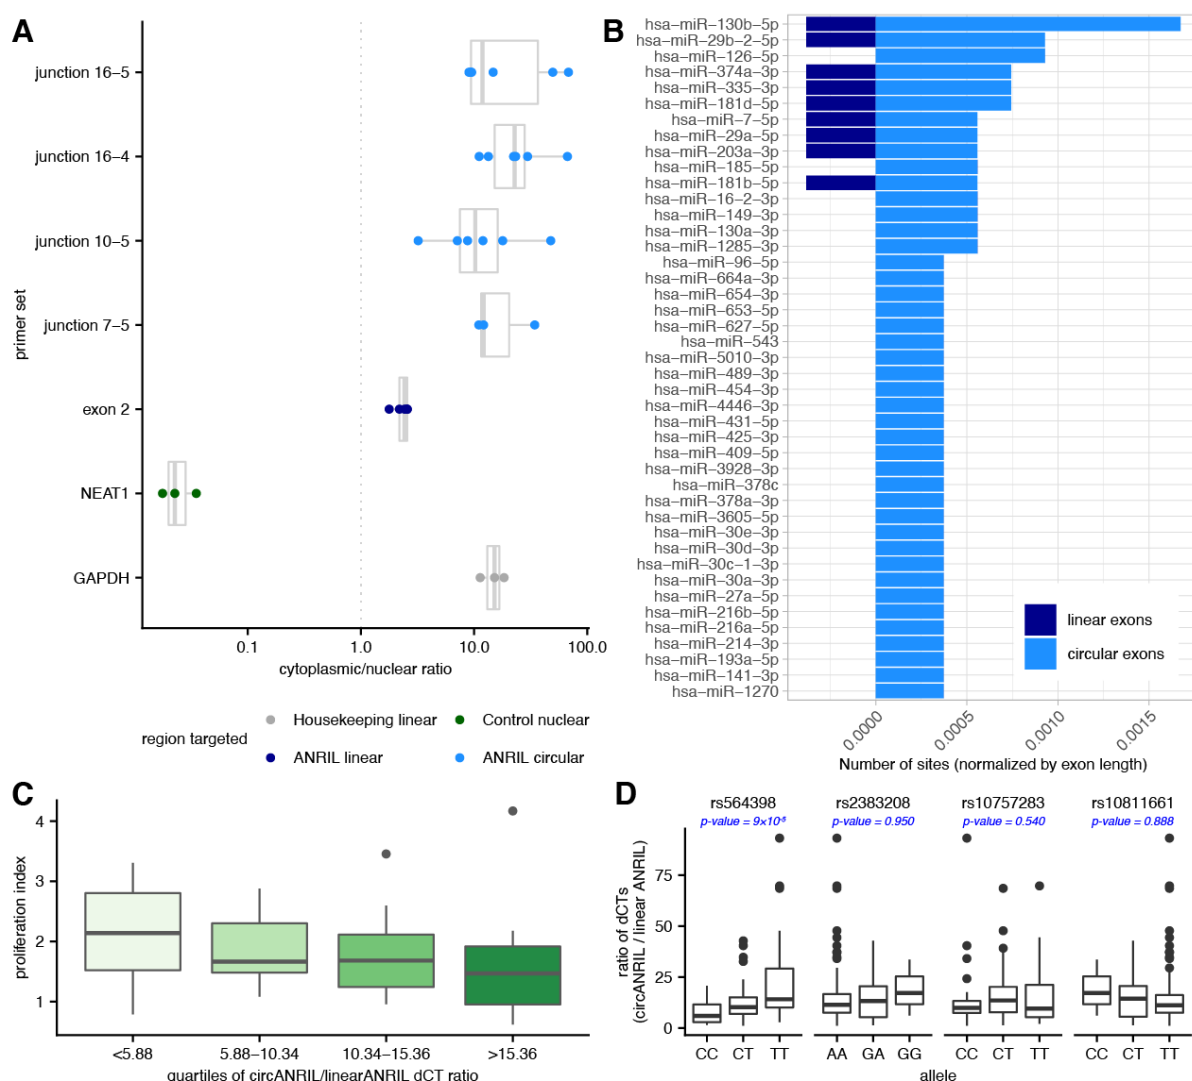 A
primer set
junction 16–5
junction 16–4
junction 10–5
junction 7–5
exon 2
NEAT1
GAPDH
0.1 1.0 10.0 100.0
cytoplasmic/nuclear ratio
region targeted
Housekeeping linear
Control nuclear
ANRIL linear
ANRIL circular
B
hsa–miR–130b–5p
hsa–miR–29b–2–5p
hsa–miR–126–5p
hsa–miR–374a–3p
hsa–miR–335–3p
hsa–miR–181d–5p
hsa–miR–7–5p
hsa–miR–29a–5p
hsa–miR–203a–3p
hsa–miR–185–5p
hsa–miR–181b–5p
hsa–miR–16–2–3p
hsa–miR–149–3p
hsa–miR–130a–3p
hsa–miR–1285–3p
hsa–miR–96–5p
hsa–miR–664a–3p
hsa–miR–654–3p
hsa–miR–653–5p
hsa–miR–627–5p
hsa–miR–543
hsa–miR–5010–3p
hsa–miR–489–3p
hsa–miR–454–3p
hsa–miR–4446–3p
hsa–miR–431–5p
hsa–miR–425–3p
hsa–miR–409–5p
hsa–miR–3928–3p
hsa–miR–378c
hsa–miR–378a–3p
hsa–miR–3605–5p
hsa–miR–30e–3p
hsa–miR–30d–3p
hsa–miR–30c–1–3p
hsa–miR–30a–3p
hsa–miR–27a–5p
hsa–miR–216b–5p
hsa–miR–216a–5p
hsa–miR–214–3p
hsa–miR–193a–5p
hsa–miR–141–3p
hsa–miR–1270
linear exons
circular exons
0.0000 0.0005 0.0010 0.0015
Number of sites (normalized by exon length)
C
proliferation index
4
3
2
1
<5.88 5.88–10.34 10.34–15.36 >15.36
quartiles of circANRIL/linearANRIL dCT ratio
D
rs564398 rs2383208 rs10757283 rs10811661
p-value = 9×10⁻⁸ p-value = 0.950 p-value = 0.540 p-value = 0.888
ratio of dCTs
(circANRIL / linear ANRIL)
75
50
25
0
CC CT TT AA GA GG CC CT TT CC CT TT
allele